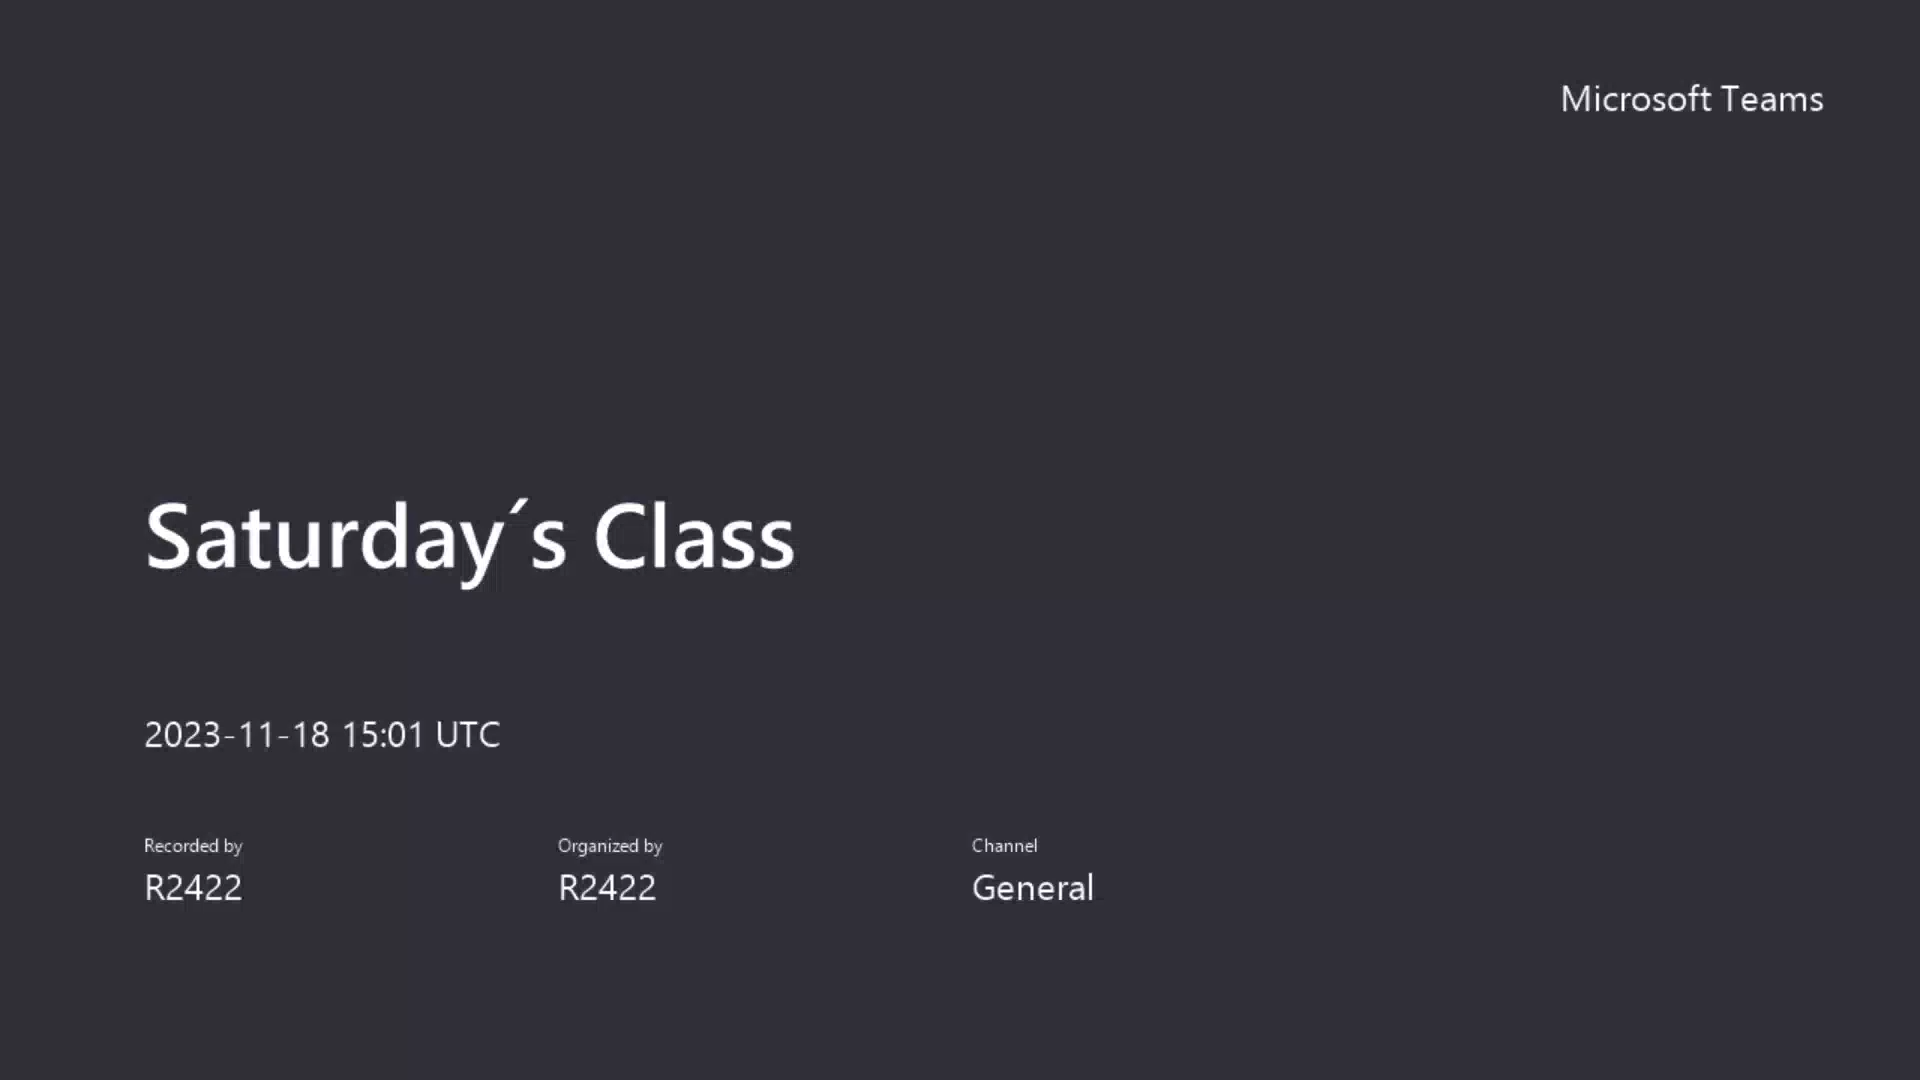 Microsoft Teams
Saturday´s Class
2023-11-18 15:01 UTC
Recorded by
R2422
Organized by
R2422
Channel
General